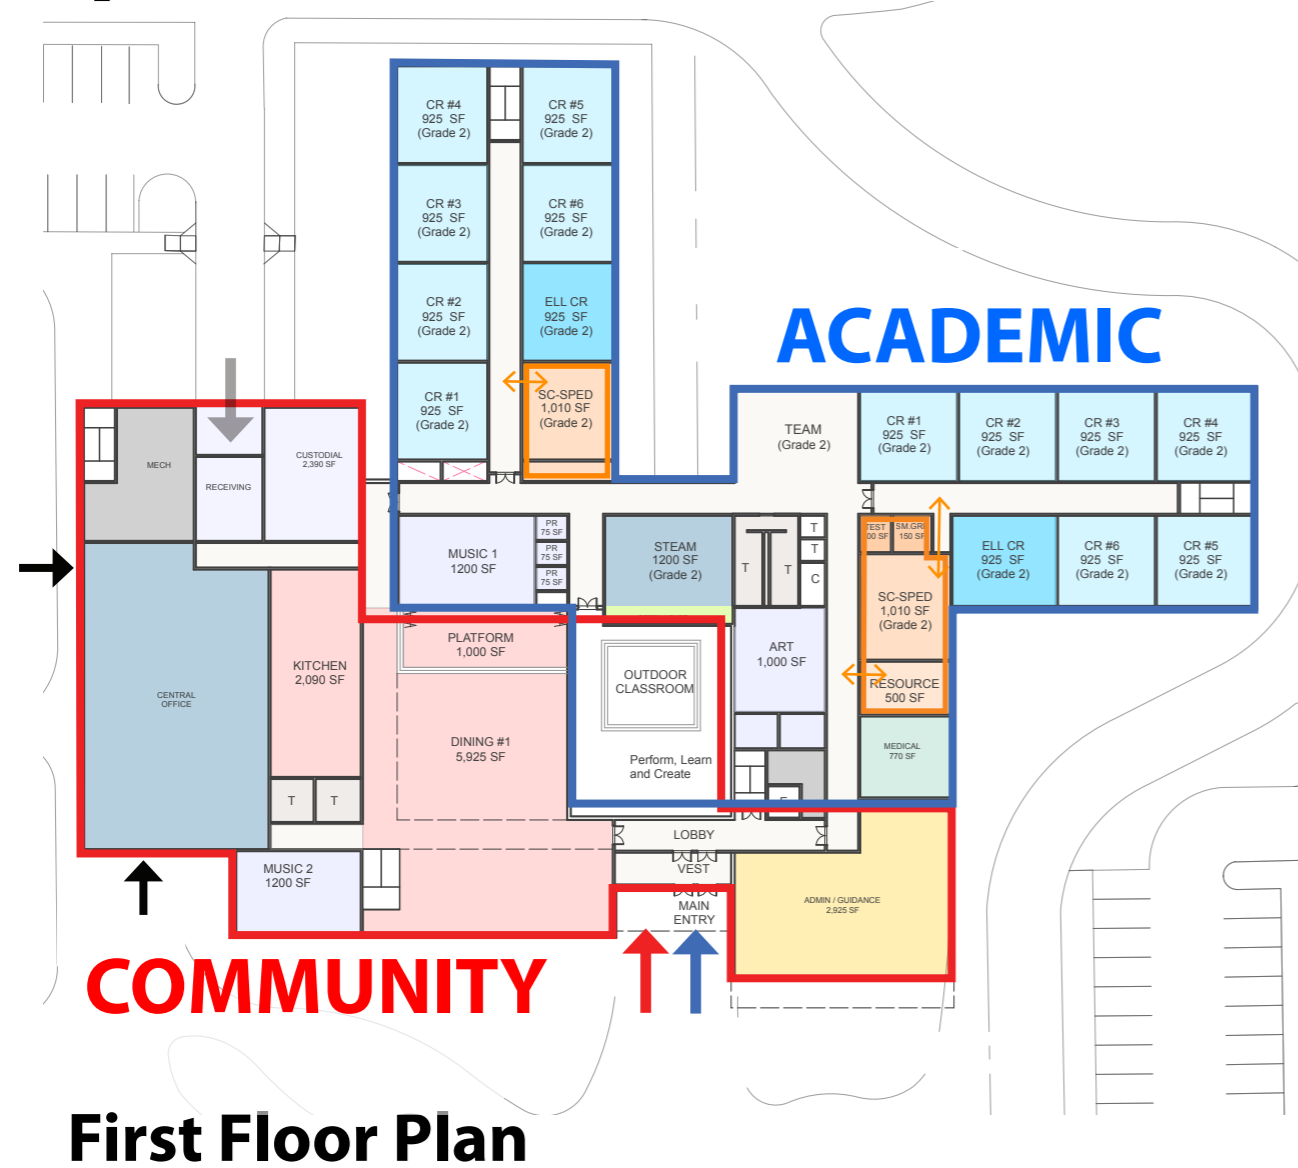 CR #4
925 SF
(Grade 2)
CR #5
925 SF
(Grade 2)
CR #3
925 SF
(Grade 2)
CR #6
925 SF
(Grade 2)
CR #2
925 SF
(Grade 2)
ELL CR
925 SF
(Grade 2)
CR #1
925 SF
(Grade 2)
SC-SPED
1,010 SF
(Grade 2)
ACADEMIC
TEAM
(Grade 2)
CR #1
925 SF
(Grade 2)
CR #2
925 SF
(Grade 2)
CR #3
925 SF
(Grade 2)
CR #4
925 SF
(Grade 2)
MECH
RECEIVING
CUSTODIAL
2,390 SF
MUSIC 1
1200 SF
PR
75 SF
PR
75 SF
PR
75 SF
STEAM
1200 SF
(Grade 2)
T
T
T
T
C
TEST
SM.GR
150 SF
ELL CR
925 SF
(Grade 2)
CR #6
925 SF
(Grade 2)
CR #5
925 SF
(Grade 2)
SC-SPED
1,010 SF
(Grade 2)
RESOURCE
500 SF
MEDICAL
770 SF
ART
1,000 SF
PLATFORM
1,000 SF
OUTDOOR
CLASSROOM
Perform, Learn
and Create
KITCHEN
2,090 SF
CENTRAL
OFFICE
DINING #1
5,925 SF
T
T
MUSIC 2
1200 SF
LOBBY
VEST
MAIN
ENTRY
ADMIN / GUIDANCE
2,925 SF
COMMUNITY
First Floor Plan